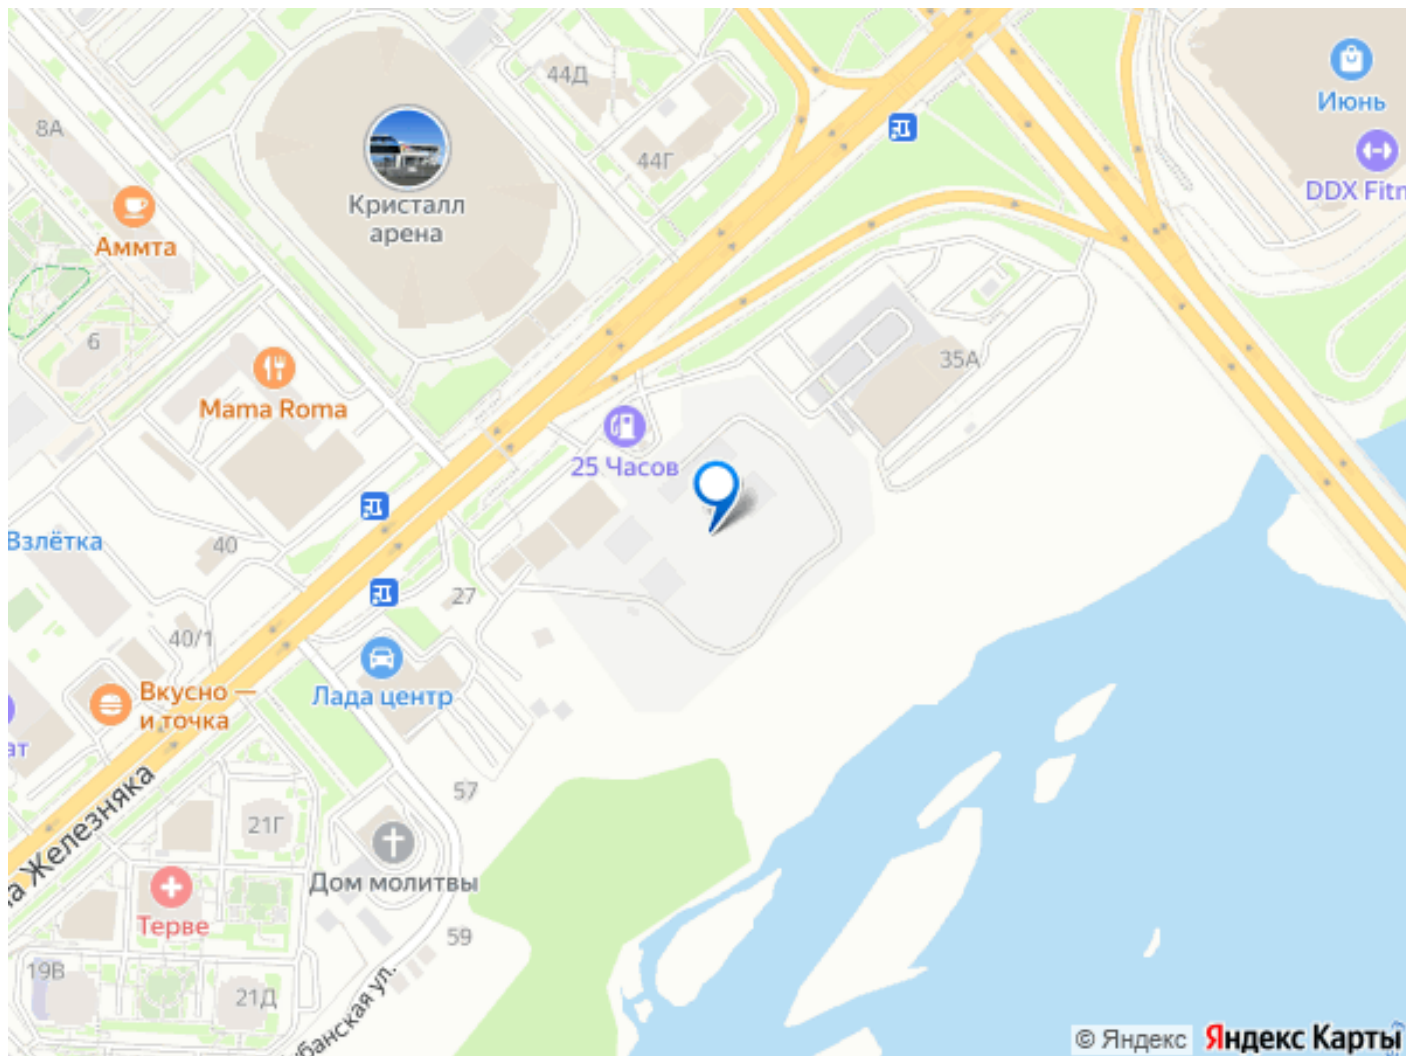 44Д
Июнь
8А
44Г
DDX Fitn
Кристалл
арена
Аммта
6
35А
Mama Roma
25 Часов
Взлётка
40
27
40/1
Вкусно —
и точка
Лада центр
ат
57
21Г
а Железняка
Дом молитвы
Терве
59
19В
21Д
банская ул.
© Яндекс
Яндекс Карты